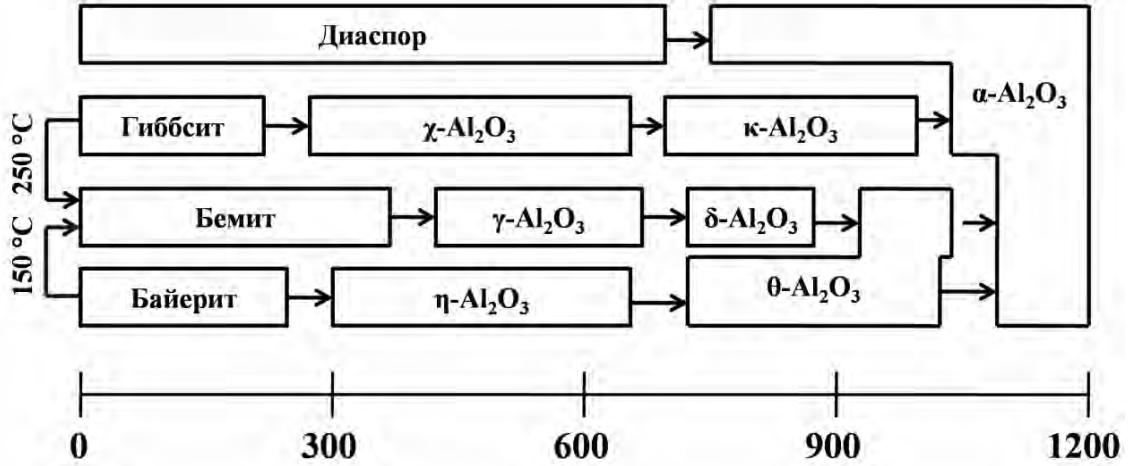 Диаспор
α-Al₂O₃
250 °C
Гиббсит
χ-Al₂O₃
κ-Al₂O₃
150 °C
Бемит
γ-Al₂O₃
δ-Al₂O₃
Байерит
η-Al₂O₃
θ-Al₂O₃
0 300 600 900 1200